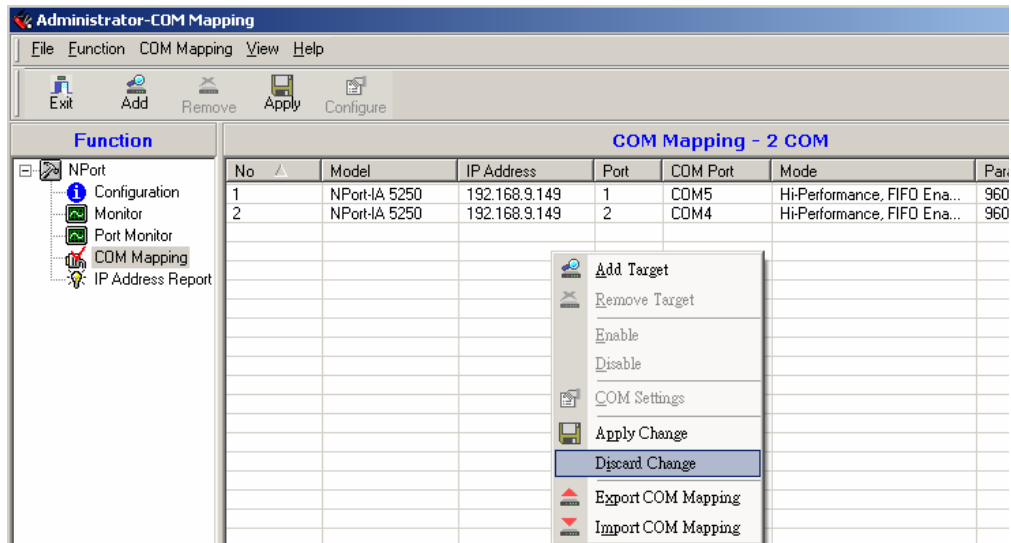 Administrator-COM Mapping
File Function COM Mapping View Help
Exit Add Remove Apply Configure
Function
COM Mapping - 2 COM
NPort
Configuration
Monitor
Port Monitor
COM Mapping
IP Address Report
No Model IP Address Port COM Port Mode Para
1 NPort-IA 5250 192.168.9.149 1 COM5 Hi-Performance, FIFO Ena... 960
2 NPort-IA 5250 192.168.9.149 2 COM4 Hi-Performance, FIFO Ena... 960
Add Target
Remove Target
Enable
Disable
COM Settings
Apply Change
Discard Change
Export COM Mapping
Import COM Mapping